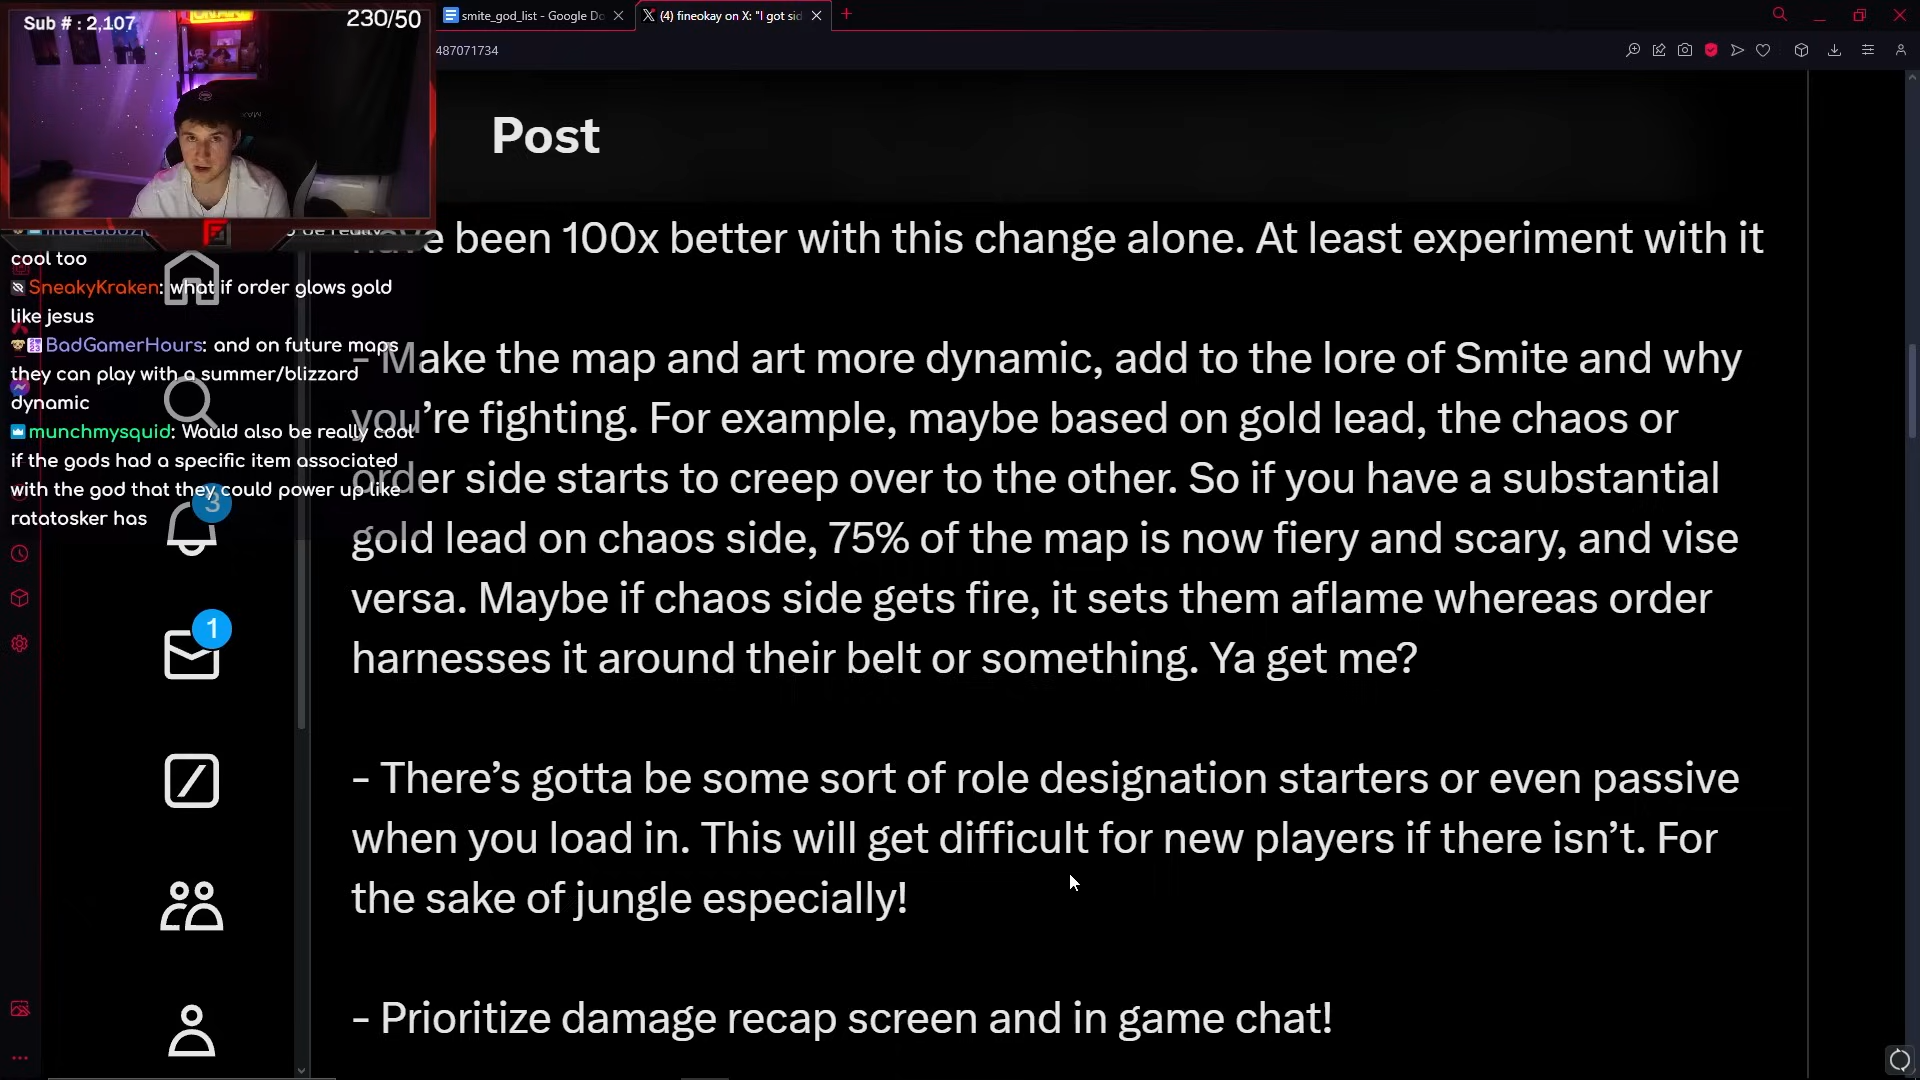 Sub # : 2,107
230/50
smite_god_list - Google Do
(4) fineokay on X: "I got sid
487071734
Post
have been 100x better with this change alone. At least experiment with it
cool too
SneakyKraken: what if order glows gold
like jesus
BadGamerHours: and on future maps
they can play with a summer/blizzard
dynamic
munchmysquid: Would also be really cool
if the gods had a specific item associated
with the god that they could power up like
ratatosker has
3
1
- Make the map and art more dynamic, add to the lore of Smite and why
you're fighting. For example, maybe based on gold lead, the chaos or
order side starts to creep over to the other. So if you have a substantial
gold lead on chaos side, 75% of the map is now fiery and scary, and vise
versa. Maybe if chaos side gets fire, it sets them aflame whereas order
harnesses it around their belt or something. Ya get me?
- There's gotta be some sort of role designation starters or even passive
when you load in. This will get difficult for new players if there isn't. For
the sake of jungle especially!
- Prioritize damage recap screen and in game chat!